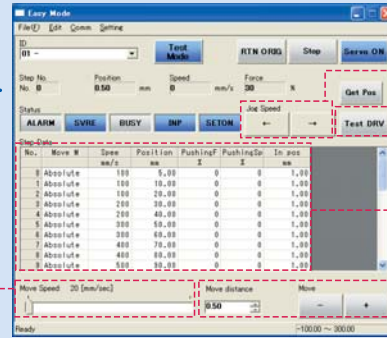 Easy Mode
File(F) Edit Comm Setting
ID
01 -
Test Mode
RTN ORIG Stop Servo ON
Step No. Position Speed Force
No. 0 0.50 mm 0 mm/s 30 %
Get Pos
Status Jog Speed
ALARM SVRE BUSY INP SETON ← → Test DRV
Step Data
No. Move M Spee Position PushingF PushingSp In pos
mm/s mm % % mm
0 Absolute 100 5.00 0 0 1.00
1 Absolute 100 10.00 0 0 1.00
2 Absolute 100 20.00 0 0 1.00
3 Absolute 200 30.00 0 0 1.00
4 Absolute 200 40.00 0 0 1.00
5 Absolute 300 50.00 0 0 1.00
6 Absolute 300 60.00 0 0 1.00
7 Absolute 400 70.00 0 0 1.00
8 Absolute 400 80.00 0 0 1.00
9 Absolute 500 90.00 0 0 1.00
Move Speed 20 [mm/sec] Move distance Move
0.50 - +
Ready -100.00 ~ 300.00